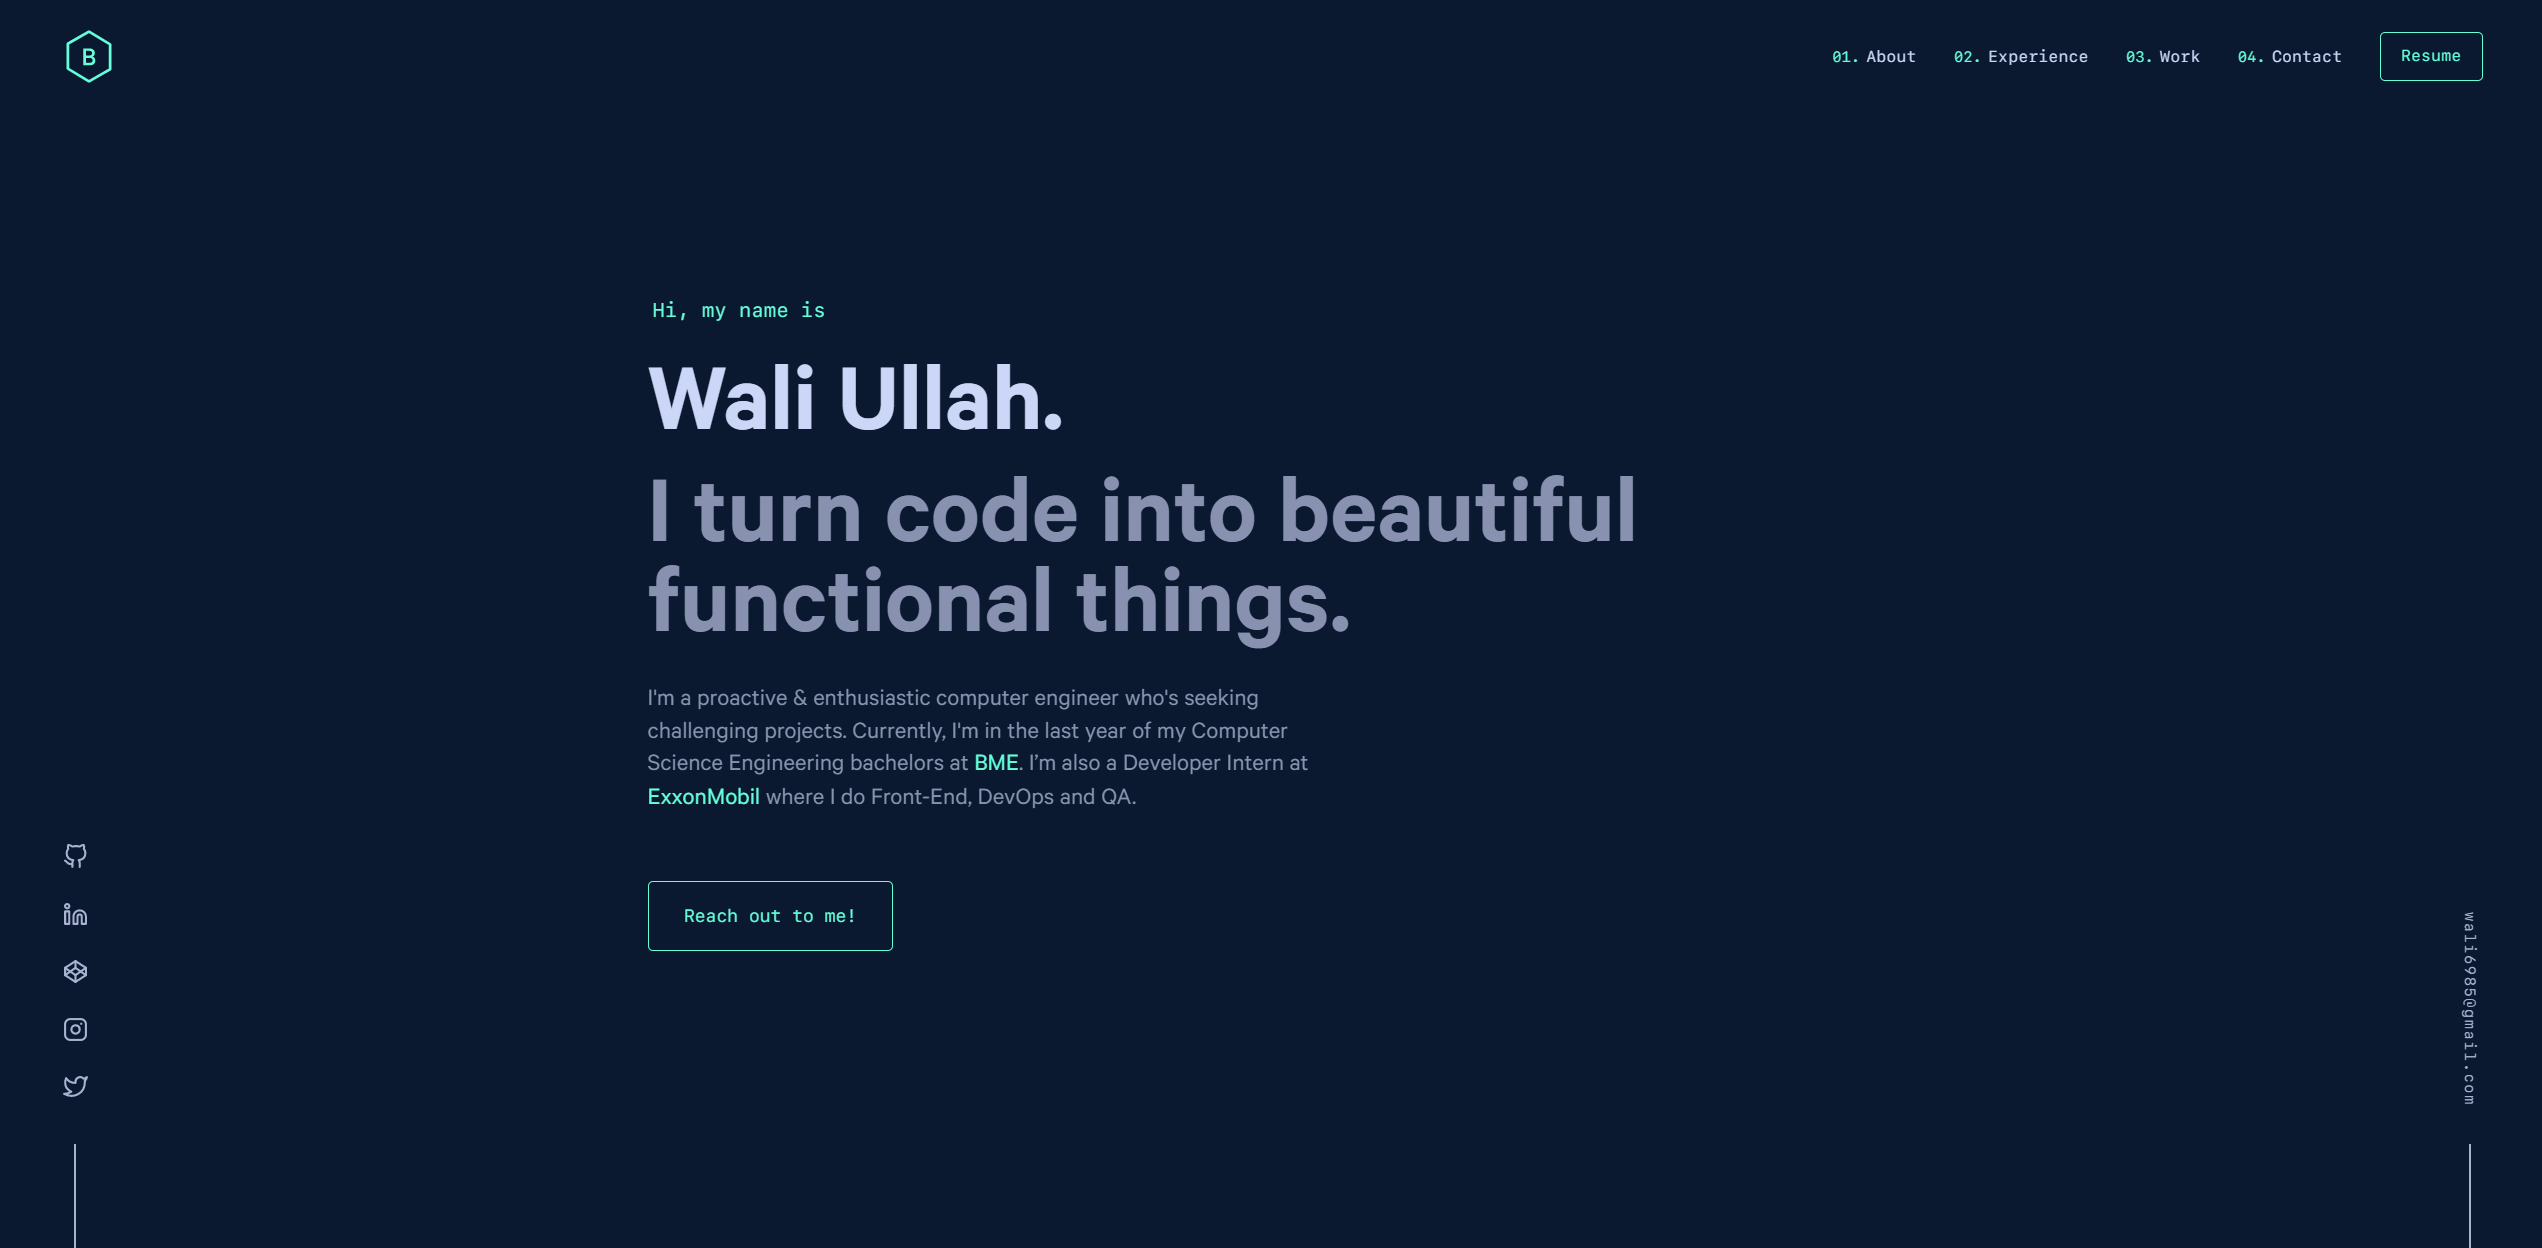 B
01. About 02. Experience 03. Work 04. Contact Resume
Hi, my name is
Wali Ullah.
I turn code into beautiful
functional things.
I'm a proactive & enthusiastic computer engineer who's seeking
challenging projects. Currently, I'm in the last year of my Computer
Science Engineering bachelors at BME. I’m also a Developer Intern at
ExxonMobil where I do Front-End, DevOps and QA.
Reach out to me!
wali6985@gmail.com